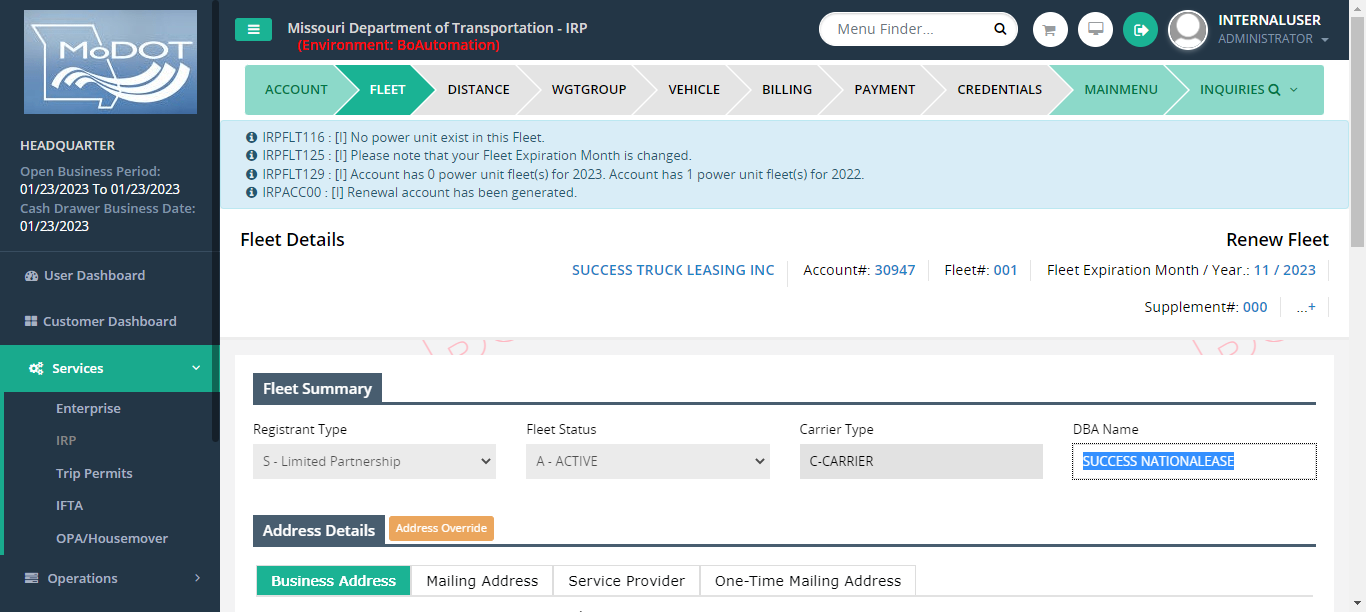 MoDOT
Missouri Department of Transportation - IRP
(Environment: BoAutomation)
Menu Finder...
INTERNALUSER
ADMINISTRATOR
HEADQUARTER
Open Business Period:
01/23/2023 To 01/23/2023
Cash Drawer Business Date:
01/23/2023
User Dashboard
Customer Dashboard
Services
Enterprise
IRP
Trip Permits
IFTA
OPA/Housemover
Operations
ACCOUNT FLEET DISTANCE WGTGROUP VEHICLE BILLING PAYMENT CREDENTIALS MAINMENU INQUIRIES
IRPFLT116 : [I] No power unit exist in this Fleet.
IRPFLT125 : [I] Please note that your Fleet Expiration Month is changed.
IRPFLT129 : [I] Account has 0 power unit fleet(s) for 2023. Account has 1 power unit fleet(s) for 2022.
IRPACC00 : [I] Renewal account has been generated.
Fleet Details Renew Fleet
SUCCESS TRUCK LEASING INC Account#: 30947 Fleet#: 001 Fleet Expiration Month / Year.: 11 / 2023
Supplement#: 000 ...+
Fleet Summary
Registrant Type Fleet Status Carrier Type DBA Name
S - Limited Partnership A - ACTIVE C-CARRIER SUCCESS NATIONALEASE
Address Details Address Override
Business Address Mailing Address Service Provider One-Time Mailing Address